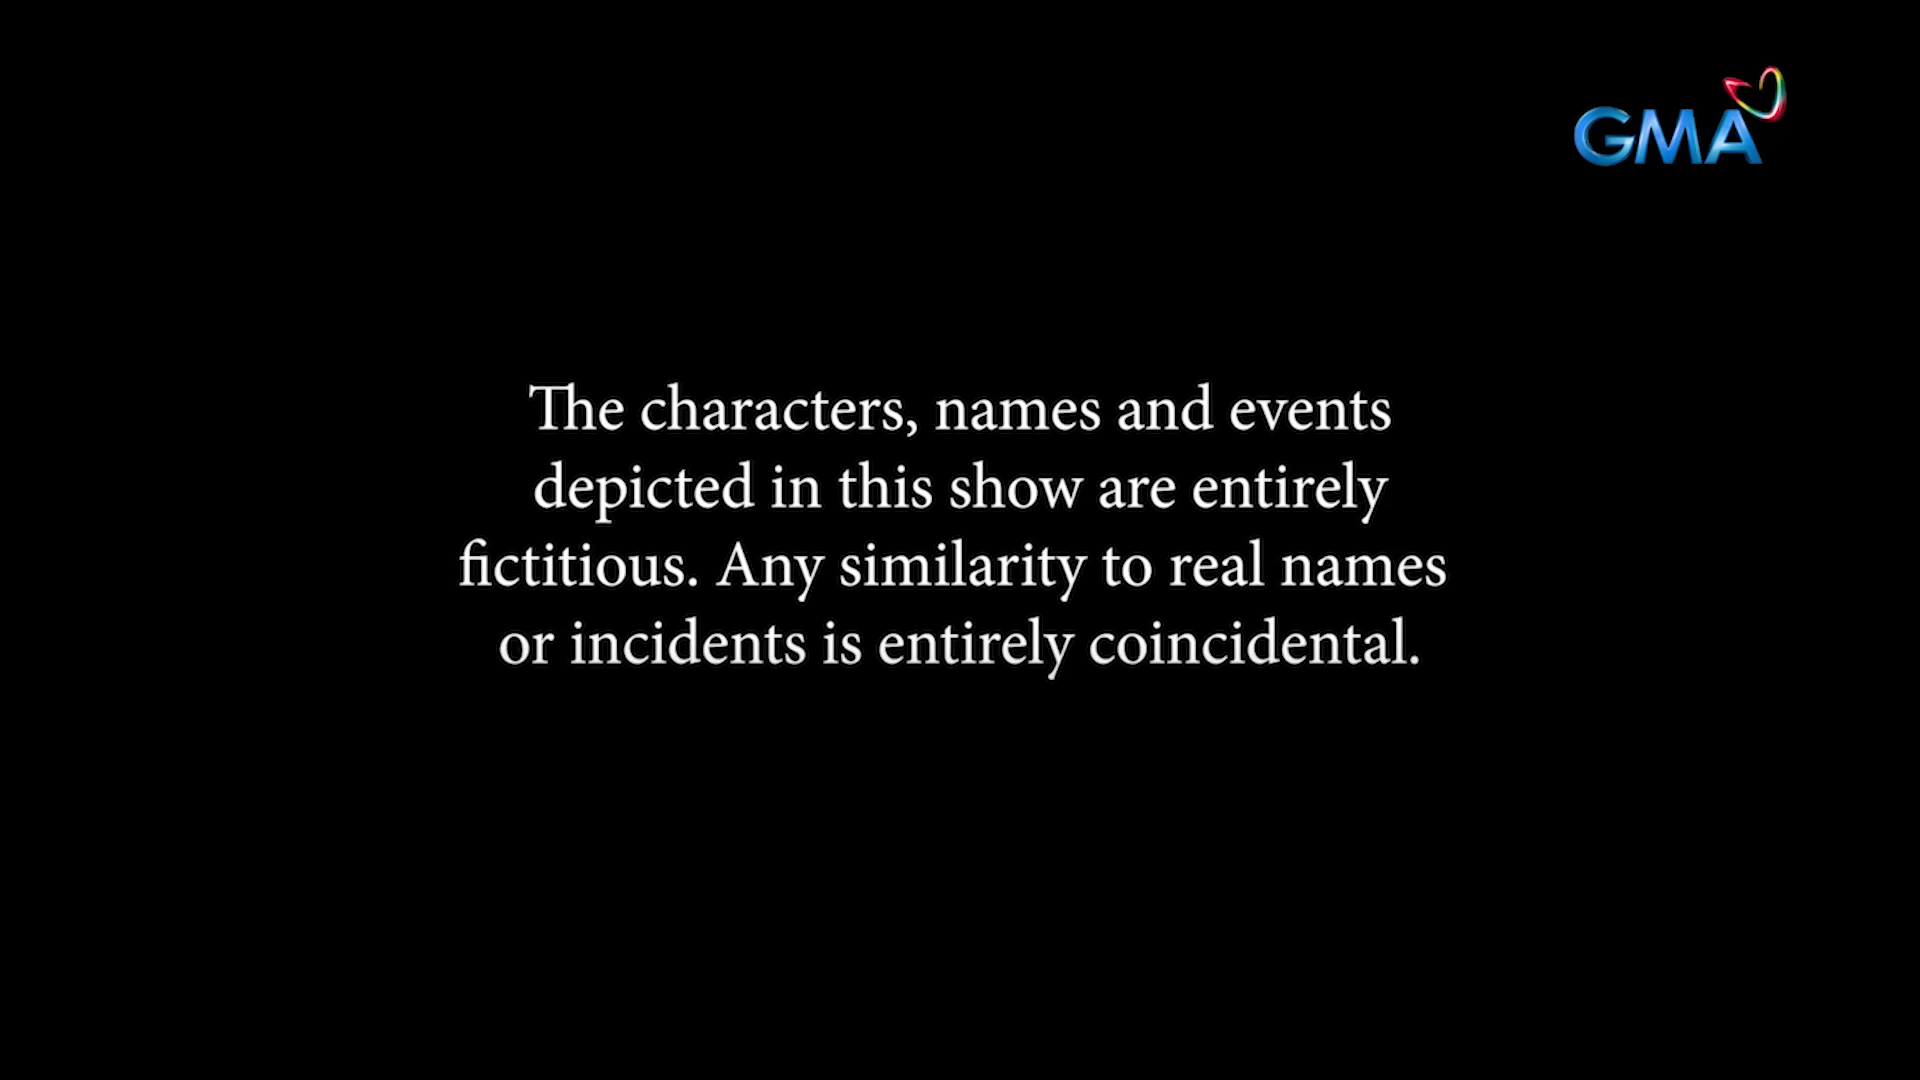 GMA
The characters, names and events
depicted in this show are entirely
fictitious. Any similarity to real names
or incidents is entirely coincidental.